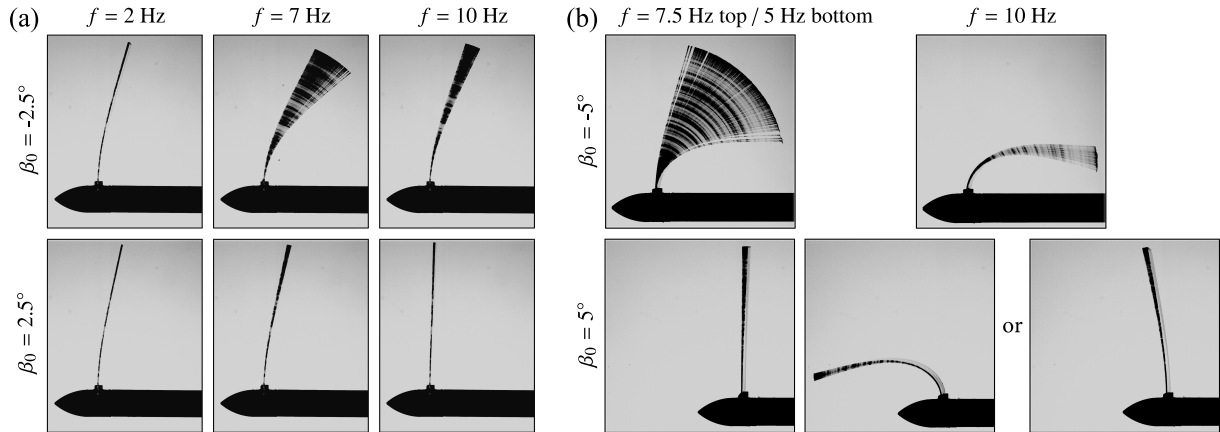 (a) f = 2 Hz f = 7 Hz f = 10 Hz (b) f = 7.5 Hz top / 5 Hz bottom f = 10 Hz
β₀ = -2.5°
β₀ = -5°
β₀ = 2.5°
β₀ = 5°
or